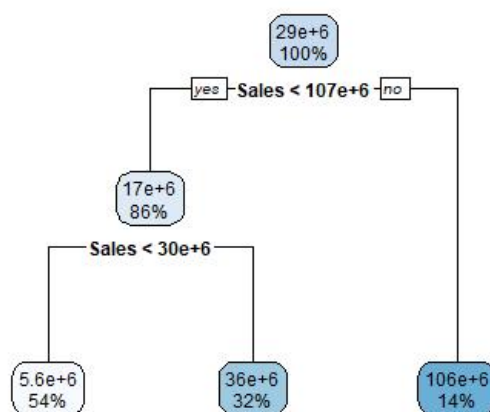 29e+6
100%
yes Sales < 107e+6 no
17e+6
86%
Sales < 30e+6
5.6e+6
54%
36e+6
32%
106e+6
14%